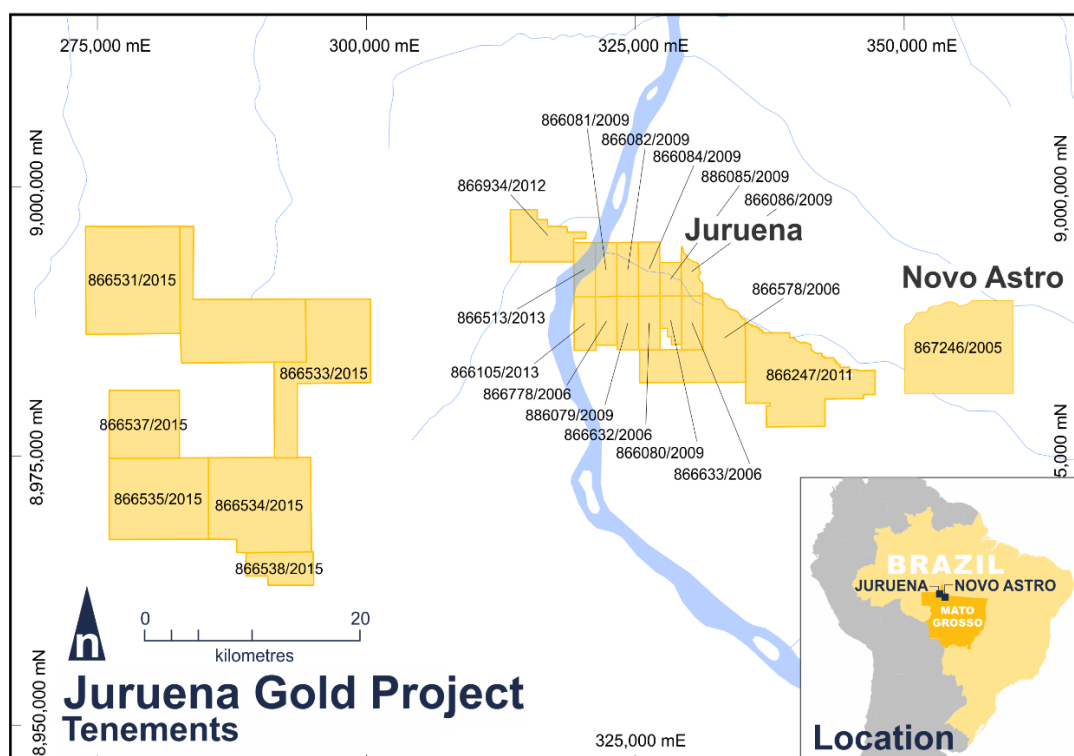 275,000 mE
300,000 mE
325,000 mE
350,000 mE
9,000,000 mN
9,000,000 mN
866081/2009
866082/2009
866084/2009
886085/2009
866086/2009
866934/2012
Juruena
Novo Astro
866531/2015
866578/2006
866513/2013
867246/2005
866533/2015
866105/2013
866247/2011
866778/2006
886079/2009
866537/2015
866632/2006
866080/2009
866633/2006
8,975,000 mN
5,000 mN
866535/2015
866534/2015
866538/2015
BRAZIL
JURUENA
NOVO ASTRO
MATO
GROSSO
n
0
20
kilometres
Juruena Gold Project
Tenements
8,950,000 mN
325,000 mE
Location